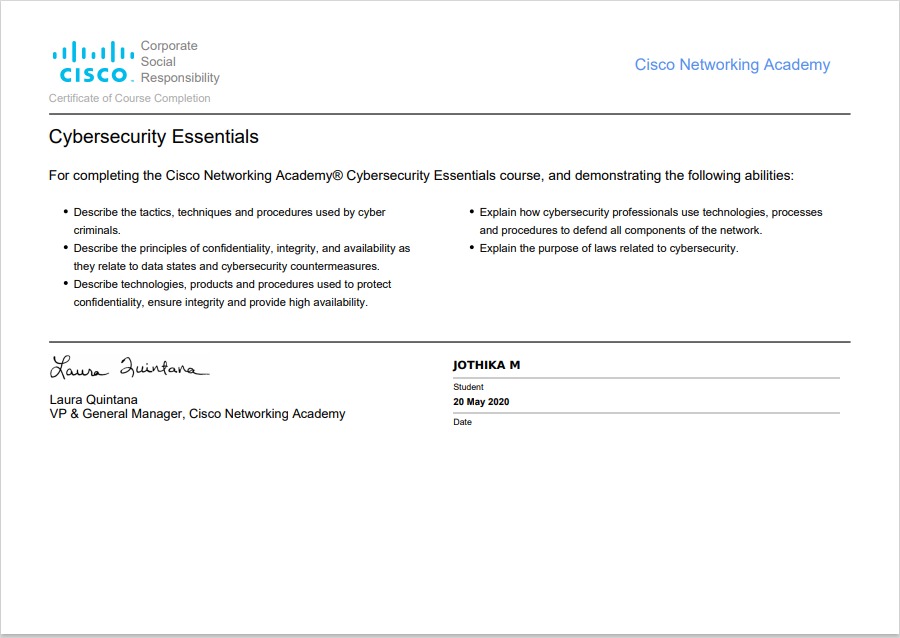 CISCO
Corporate
Social
Responsibility
Cisco Networking Academy
Certificate of Course Completion
Cybersecurity Essentials
For completing the Cisco Networking Academy® Cybersecurity Essentials course, and demonstrating the following abilities:
• Describe the tactics, techniques and procedures used by cyber
criminals.
• Describe the principles of confidentiality, integrity, and availability as
they relate to data states and cybersecurity countermeasures.
• Describe technologies, products and procedures used to protect
confidentiality, ensure integrity and provide high availability.
• Explain how cybersecurity professionals use technologies, processes
and procedures to defend all components of the network.
• Explain the purpose of laws related to cybersecurity.
Laura Quintana
Laura Quintana
VP & General Manager, Cisco Networking Academy
JOTHIKA M
Student
20 May 2020
Date